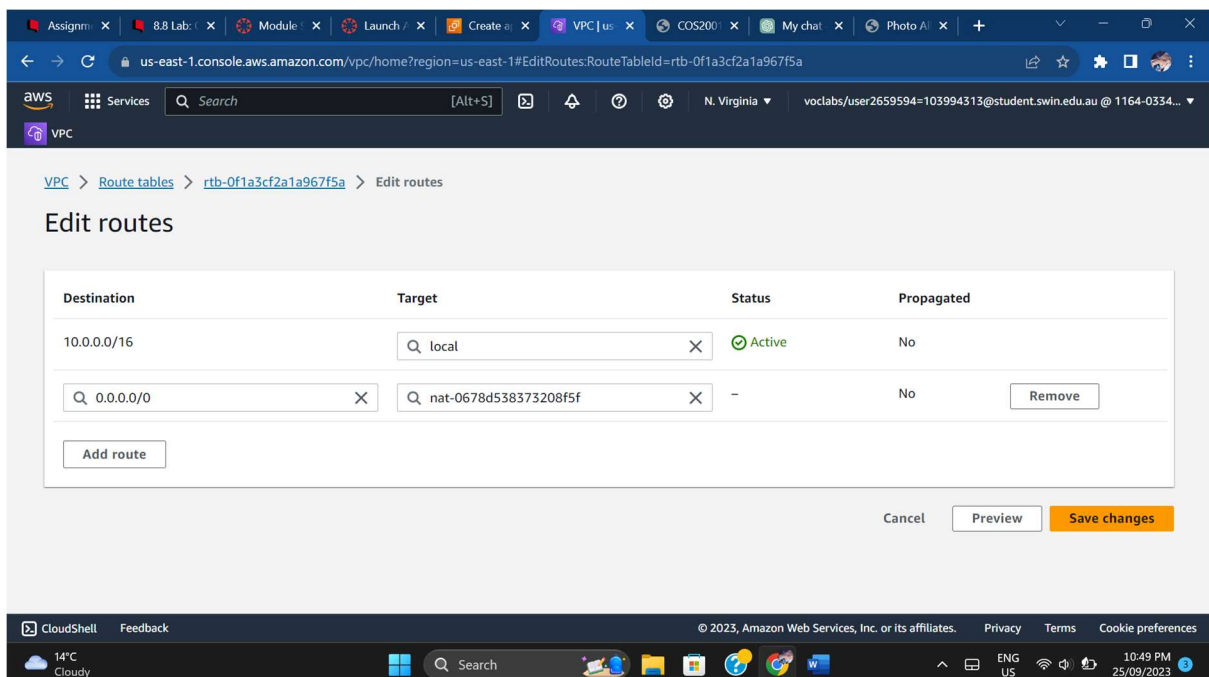 Assignm
8.8 Lab: (
Module S
Launch A
Create a
VPC | us-
COS2001
My chat
Photo Al
us-east-1.console.aws.amazon.com/vpc/home?region=us-east-1#EditRoutes:RouteTableId=rtb-0f1a3cf2a1a967f5a
aws Services Search [Alt+S] N. Virginia voclabs/user2659594=103994313@student.swin.edu.au @ 1164-0334...
VPC
VPC > Route tables > rtb-0f1a3cf2a1a967f5a > Edit routes
Edit routes
Destination Target Status Propagated
10.0.0.0/16 local Active No
0.0.0.0/0 nat-0678d538373208f5f – No Remove
Add route
Cancel Preview Save changes
CloudShell Feedback © 2023, Amazon Web Services, Inc. or its affiliates. Privacy Terms Cookie preferences
14°C
Cloudy
Search
ENG
US
10:49 PM
25/09/2023
3